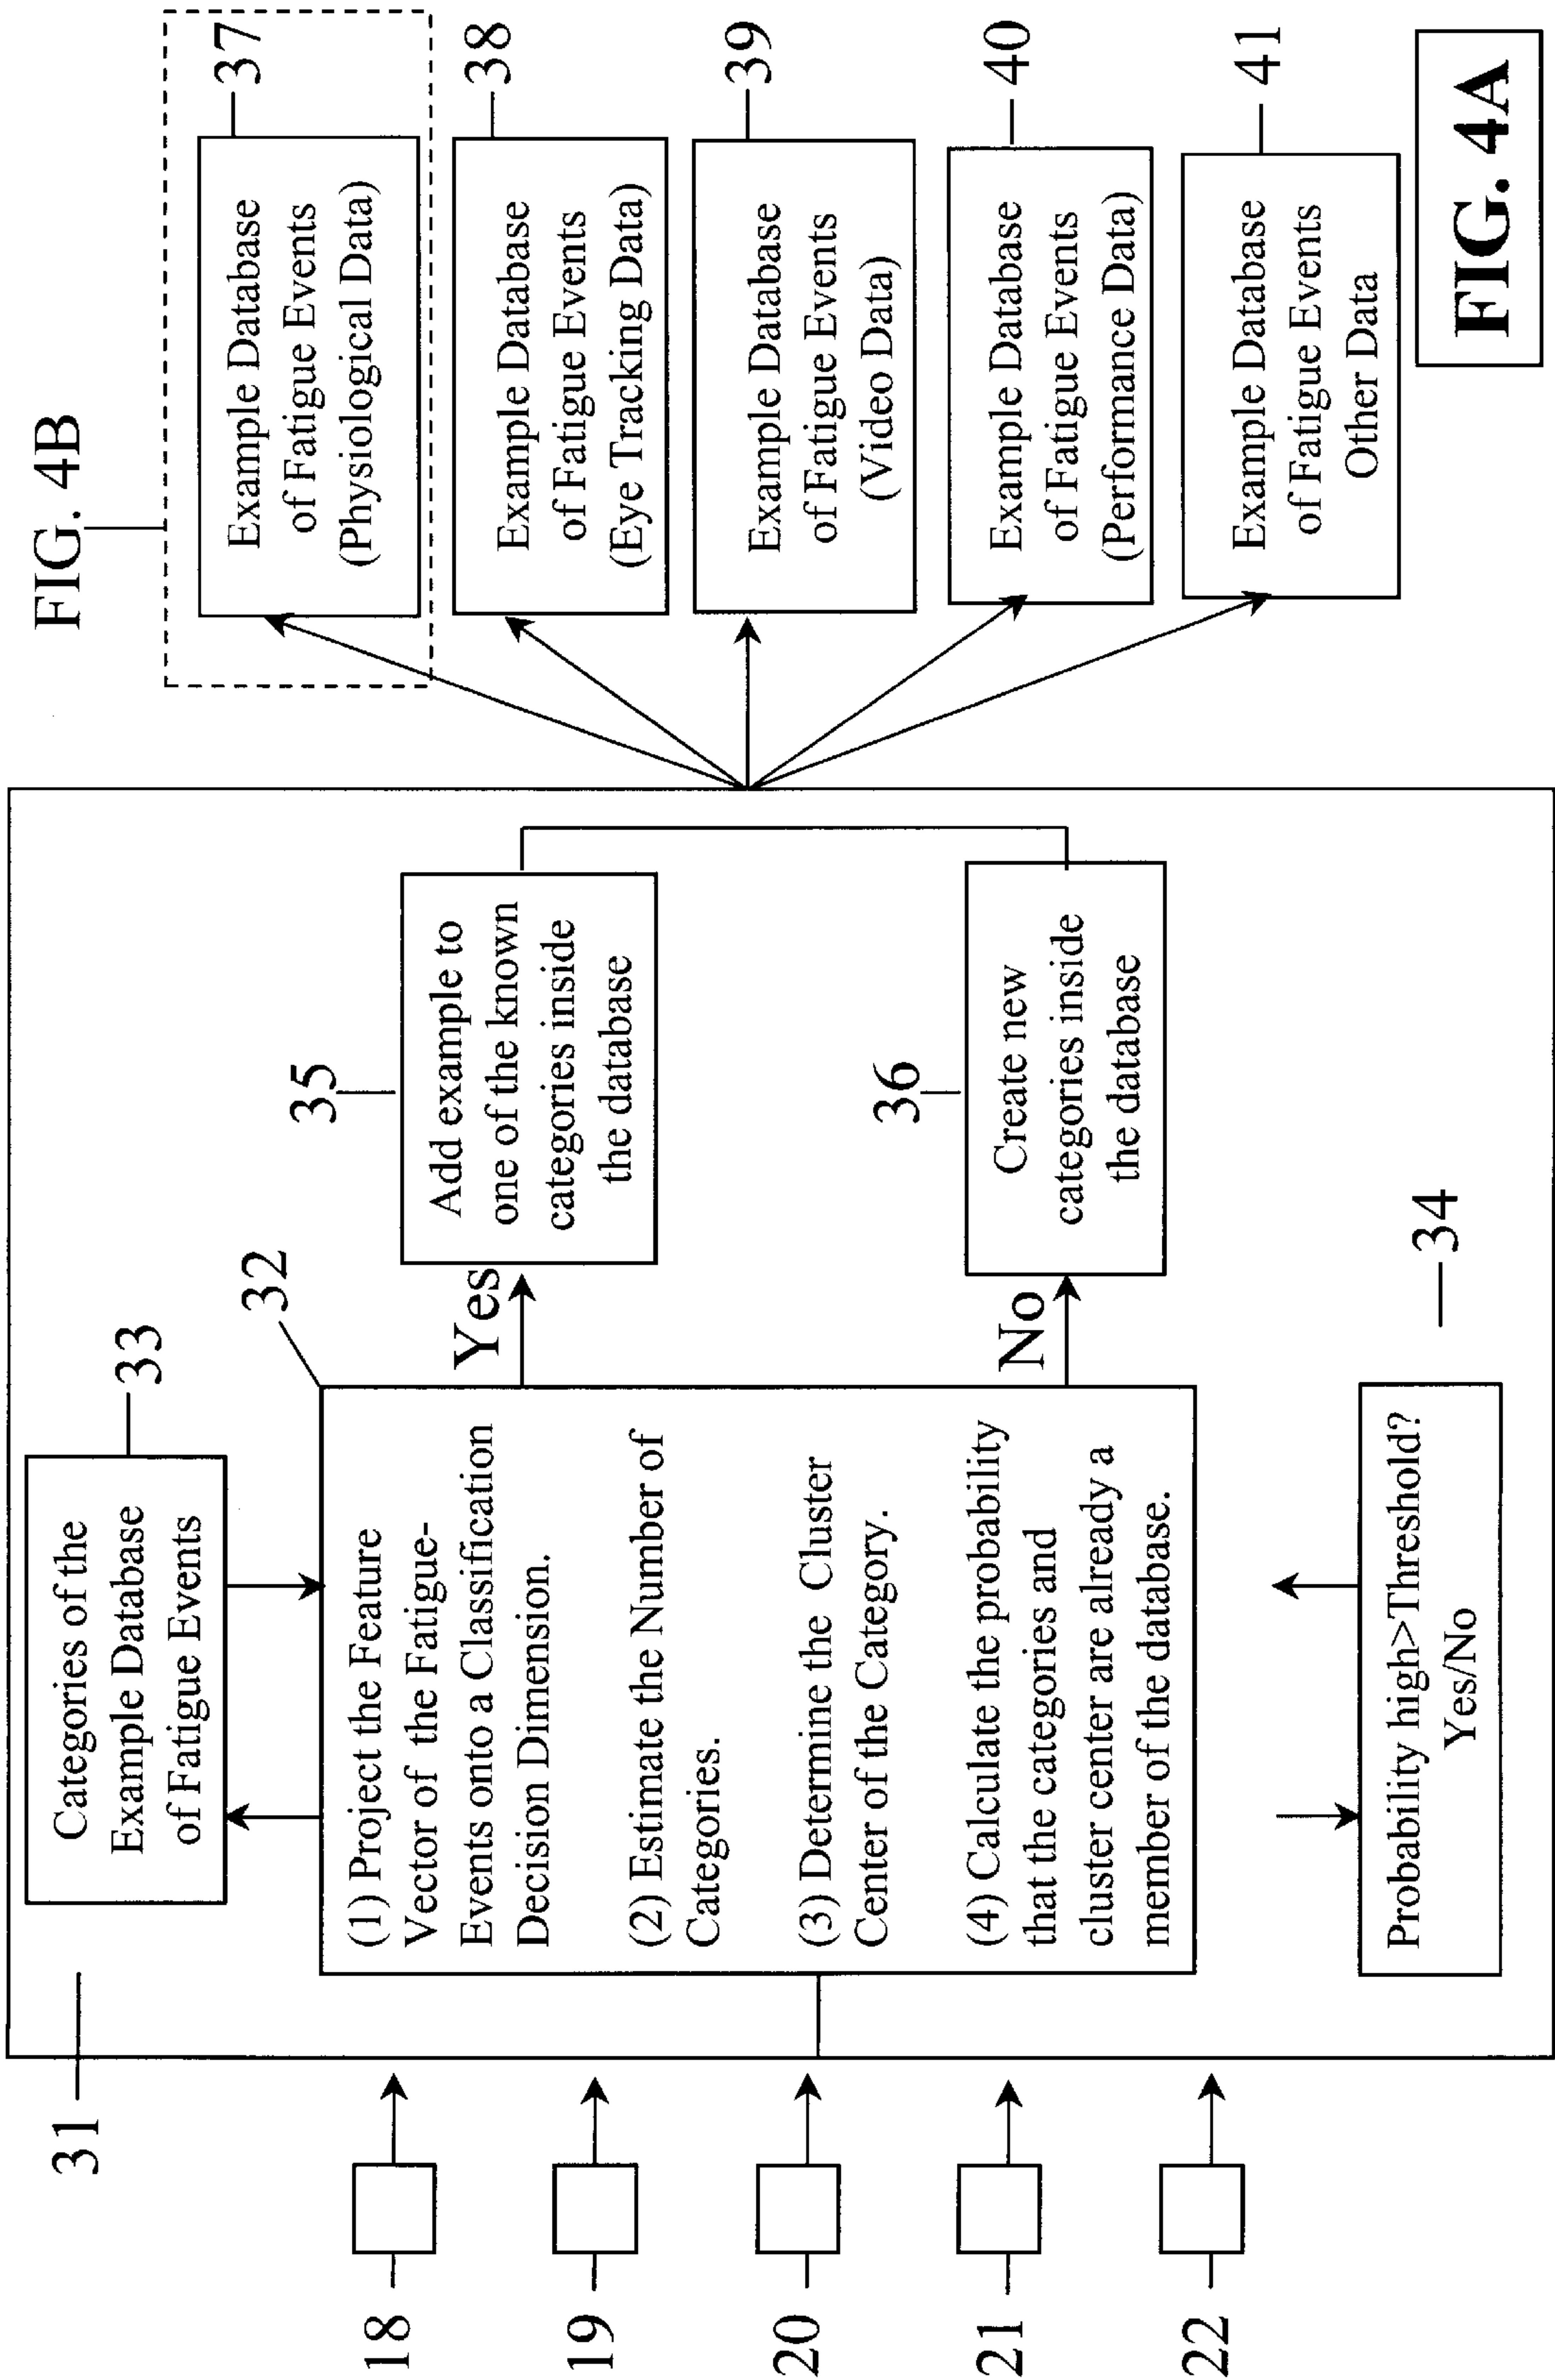 FIG. 4B
31
18
19
20
21
22
33
Categories of the
Example Database
of Fatigue Events
32
(1) Project the Feature
Vector of the Fatigue-
Events onto a Classification
Decision Dimension.
(2) Estimate the Number of
Categories.
(3) Determine the Cluster
Center of the Category.
(4) Calculate the probability
that the categories and
cluster center are already a
member of the database.
34
Probability high>Threshold?
Yes/No
Yes
No
35
Add example to
one of the known
categories inside
the database
36
Create new
categories inside
the database
37
Example Database
of Fatigue Events
(Physiological Data)
38
Example Database
of Fatigue Events
(Eye Tracking Data)
39
Example Database
of Fatigue Events
(Video Data)
40
Example Database
of Fatigue Events
(Performance Data)
41
Example Database
of Fatigue Events
Other Data
FIG. 4A